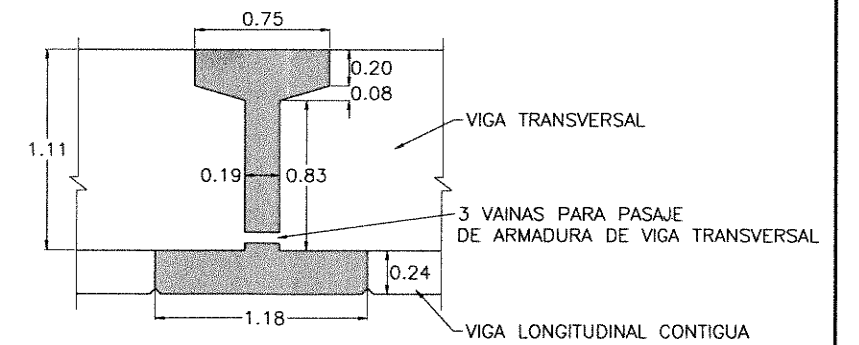 0.75
0.20
0.08
VIGA TRANSVERSAL
1.11
0.19
0.83
3 VAINAS PARA PASAJE
DE ARMADURA DE VIGA TRANSVERSAL
0.24
1.18
VIGA LONGITUDINAL CONTIGUA